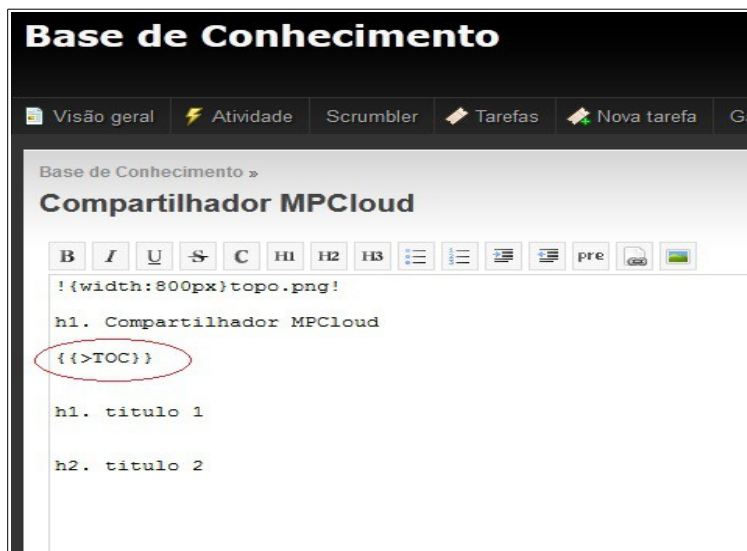 Base de Conhecimento
Visão geral Atividade Scrumbler Tarefas Nova tarefa
Base de Conhecimento »
Compartilhador MPCloud
B I U S C H1 H2 H3 pre
!{width:800px}topo.png!
h1. Compartilhador MPCloud
{{>TOC}}
h1. titulo 1
h2. titulo 2